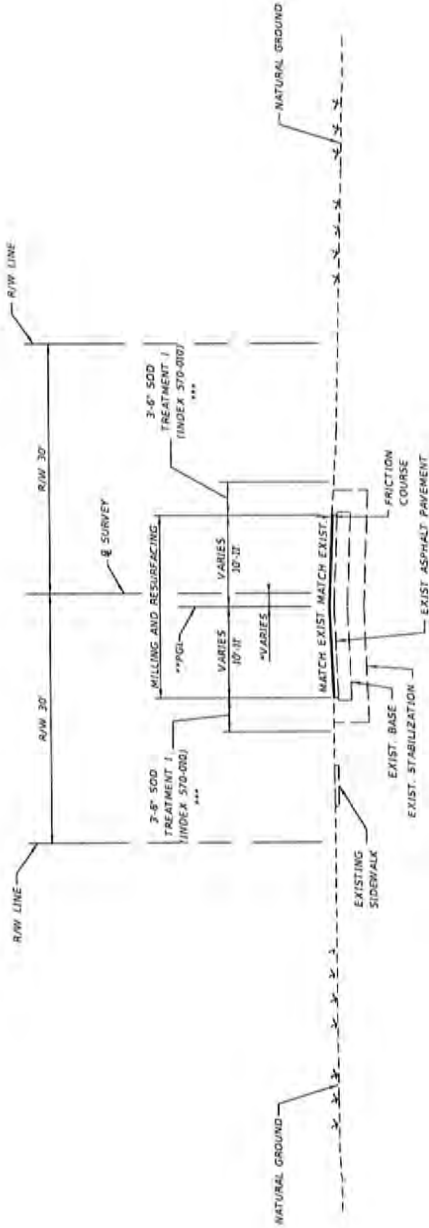 R/W LINE
R/W LINE
R/W 30'
R/W 30'
℄ SURVEY
MILLING AND RESURFACING
**PGL
3'-6" SOD
TREATMENT I
(INDEX 570-010)
***
3'-6" SOD
TREATMENT I
(INDEX 570-010)
***
VARIES
10'-11'
VARIES
10'-11'
*VARIES
MATCH EXIST.
MATCH EXIST.
NATURAL GROUND
NATURAL GROUND
EXISTING
SIDEWALK
EXIST. BASE
EXIST. STABILIZATION
EXIST ASPHALT PAVEMENT
FRICTION
COURSE